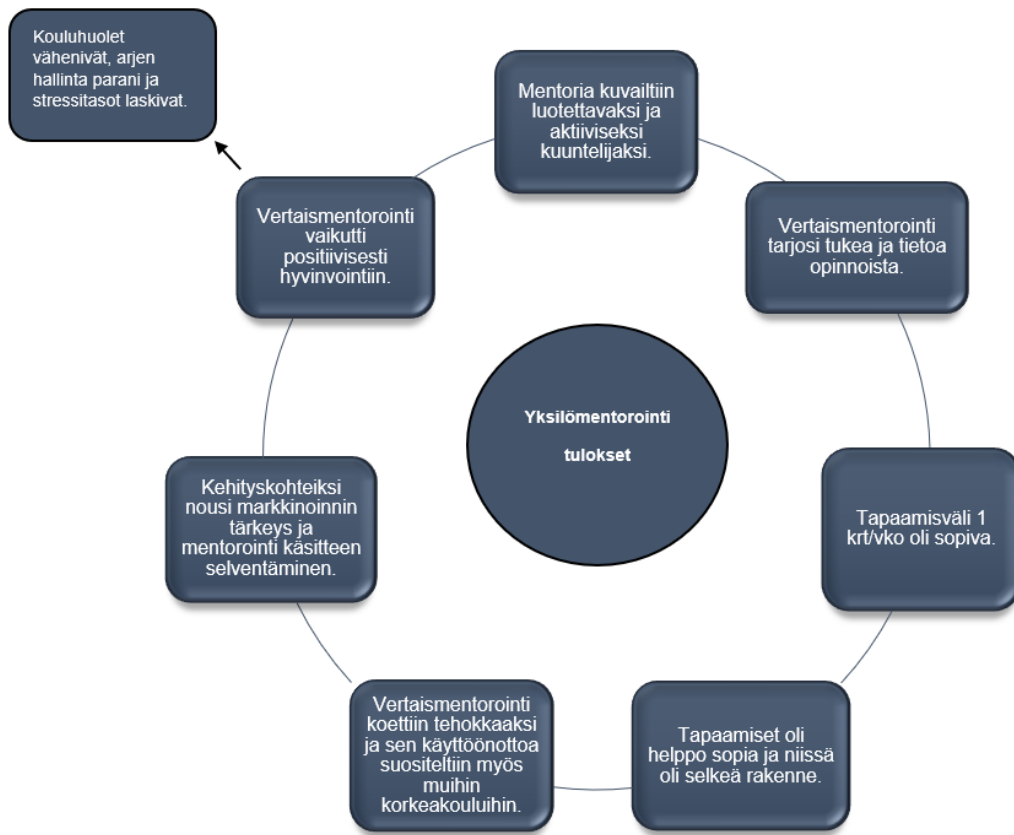 Kouluhuolet
vähenivät, arjen
hallinta parani ja
stressitasot laskivat.
Mentoria kuvailtiin
luotettavaksi ja
aktiiviseksi
kuuntelijaksi.
Vertaismentorointi
tarjosi tukea ja tietoa
opinnoista.
Tapaamisväli 1
krt/vko oli sopiva.
Tapaamiset oli
helppo sopia ja niissä
oli selkeä rakenne.
Vertaismentorointi
koettiin tehokkaaksi
ja sen käyttöönottoa
suositeltiin myös
muihin
korkeakouluihin.
Kehityskohteiksi
nousi markkinoinnin
tärkeys ja
mentorointi käsitteen
selventäminen.
Vertaismentorointi
vaikutti
positiivisesti
hyvinvointiin.
Yksilömentorointi
tulokset